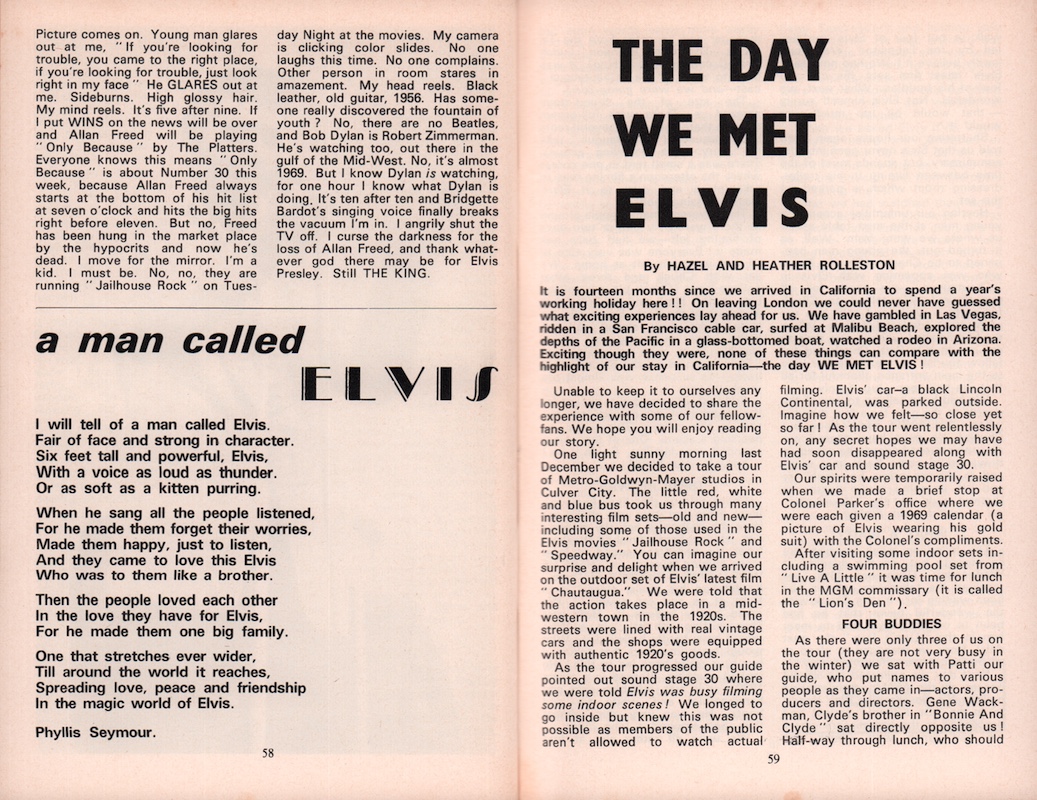 Picture comes on. Young man glares
out at me, "If you're looking for
trouble, you came to the right place,
if you're looking for trouble, just look
right in my face" He GLARES out at
me. Sideburns. High glossy hair.
My mind reels. It's five after nine. If
I put WINS on the news will be over
and Allan Freed will be playing
"Only Because" by The Platters.
Everyone knows this means "Only
Because" is about Number 30 this
week, because Allan Freed always
starts at the bottom of his hit list
at seven o'clock and hits the big hits
right before eleven. But no, Freed
has been hung in the market place
by the hypocrits and now he's
dead. I move for the mirror. I'm a
kid. I must be. No, no, they are
running "Jailhouse Rock" on Tues-
day Night at the movies. My camera
is clicking color slides. No one
laughs this time. No one complains.
Other person in room stares in
amazement. My head reels. Black
leather, old guitar, 1956. Has some-
one really discovered the fountain of
youth? No, there are no Beatles,
and Bob Dylan is Robert Zimmerman.
He's watching too, out there in the
gulf of the Mid-West. No, it's almost
1969. But I know Dylan is watching,
for one hour I know what Dylan is
doing. It's ten after ten and Bridgette
Bardot's singing voice finally breaks
the vacuum I'm in. I angrily shut the
TV off. I curse the darkness for the
loss of Allan Freed, and thank what-
ever god there may be for Elvis
Presley. Still THE KING.
a man called
ELVIS
I will tell of a man called Elvis.
Fair of face and strong in character.
Six feet tall and powerful, Elvis,
With a voice as loud as thunder.
Or as soft as a kitten purring.
When he sang all the people listened,
For he made them forget their worries,
Made them happy, just to listen,
And they came to love this Elvis
Who was to them like a brother.
Then the people loved each other
In the love they have for Elvis,
For he made them one big family.
One that stretches ever wider,
Till around the world it reaches,
Spreading love, peace and friendship
In the magic world of Elvis.
Phyllis Seymour.
58
THE DAY
WE MET
ELVIS
By HAZEL AND HEATHER ROLLESTON
It is fourteen months since we arrived in California to spend a year's
working holiday here!! On leaving London we could never have guessed
what exciting experiences lay ahead for us. We have gambled in Las Vegas,
ridden in a San Francisco cable car, surfed at Malibu Beach, explored the
depths of the Pacific in a glass-bottomed boat, watched a rodeo in Arizona.
Exciting though they were, none of these things can compare with the
highlight of our stay in California—the day WE MET ELVIS!
Unable to keep it to ourselves any
longer, we have decided to share the
experience with some of our fellow-
fans. We hope you will enjoy reading
our story.
One light sunny morning last
December we decided to take a tour
of Metro-Goldwyn-Mayer studios in
Culver City. The little red, white
and blue bus took us through many
interesting film sets—old and new—
including some of those used in the
Elvis movies "Jailhouse Rock" and
"Speedway." You can imagine our
surprise and delight when we arrived
on the outdoor set of Elvis' latest film
"Chautaugua." We were told that
the action takes place in a mid-
western town in the 1920s. The
streets were lined with real vintage
cars and the shops were equipped
with authentic 1920's goods.
As the tour progressed our guide
pointed out sound stage 30 where
we were told Elvis was busy filming
some indoor scenes! We longed to
go inside but knew this was not
possible as members of the public
aren't allowed to watch actual
filming. Elvis' car–a black Lincoln
Continental, was parked outside.
Imagine how we felt—so close yet
so far! As the tour went relentlessly
on, any secret hopes we may have
had soon disappeared along with
Elvis' car and sound stage 30.
Our spirits were temporarily raised
when we made a brief stop at
Colonel Parker's office where we
were each given a 1969 calendar (a
picture of Elvis wearing his gold
suit) with the Colonel's compliments.
After visiting some indoor sets in-
cluding a swimming pool set from
"Live A Little" it was time for lunch
in the MGM commissary (it is called
the "Lion's Den").
FOUR BUDDIES
As there were only three of us on
the tour (they are not very busy in
the winter) we sat with Patti our
guide, who put names to various
people as they came in—actors, pro-
ducers and directors. Gene Wack-
man, Clyde's brother in "Bonnie And
Clyde" sat directly opposite us!
Half-way through lunch, who should
59